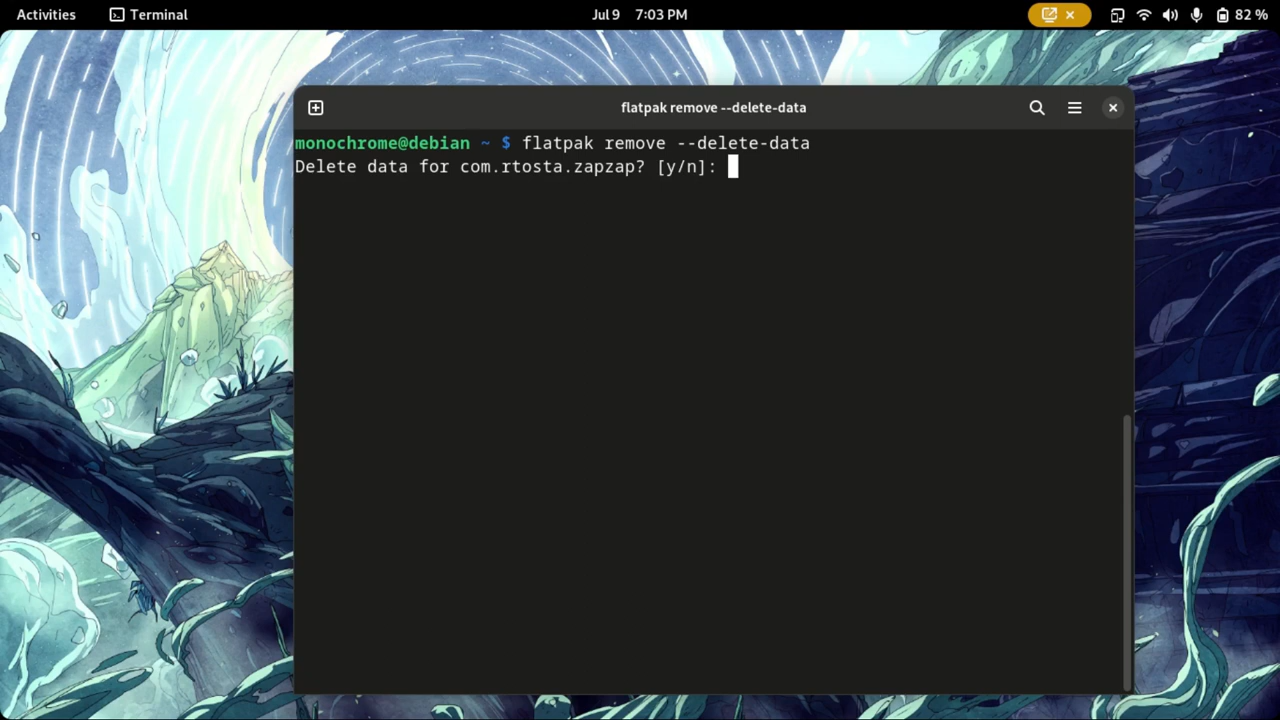 Activities Terminal Jul 9 7:03 PM 82 %
flatpak remove --delete-data
monochrome@debian ~ $ flatpak remove --delete-data
Delete data for com.rtosta.zapzap? [y/n]: